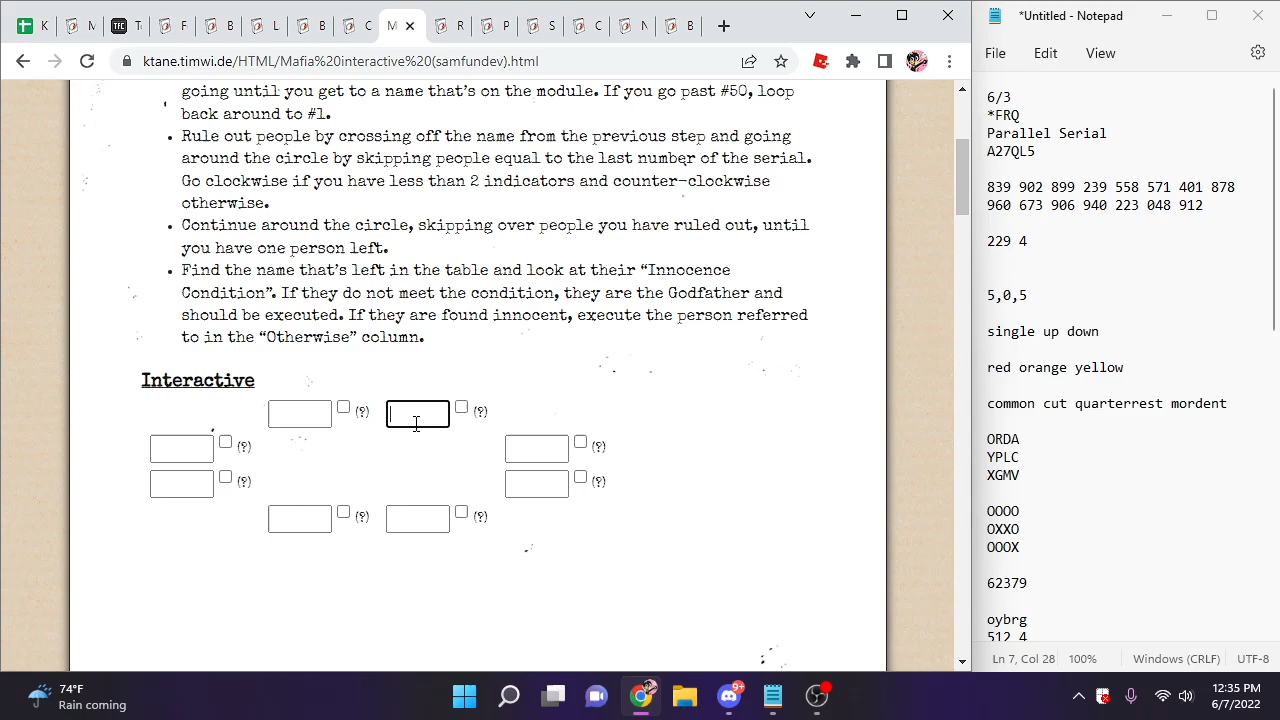 K
M
TFC
T
F
B
L
B
C
M
R
P
S
C
N
B
*Untitled - Notepad
ktane.timwi.de/HTML/Mafia%20interactive%20(samfundev).html
File Edit View
going until you get to a name that's on the module. If you go past #50, loop
back around to #1.
Rule out people by crossing off the name from the previous step and going
around the circle by skipping people equal to the last number of the serial.
Go clockwise if you have less than 2 indicators and counter-clockwise
otherwise.
Continue around the circle, skipping over people you have ruled out, until
you have one person left.
Find the name that's left in the table and look at their “Innocence
Condition”. If they do not meet the condition, they are the Godfather and
should be executed. If they are found innocent, execute the person referred
to in the “Otherwise” column.
Interactive
(?) (?)
(?) (?)
(?) (?)
(?) (?)
6/3
*FRQ
Parallel Serial
A27QL5
839 902 899 239 558 571 401 878
960 673 906 940 223 048 912
229 4
5,0,5
single up down
red orange yellow
common cut quarterrest mordent
ORDA
YPLC
XGMV
OOOO
OXXO
OOOX
62379
oybrg
512 4
Ln 7, Col 28 100% Windows (CRLF) UTF-8
74°F
Rain coming
9+
12:35 PM
6/7/2022